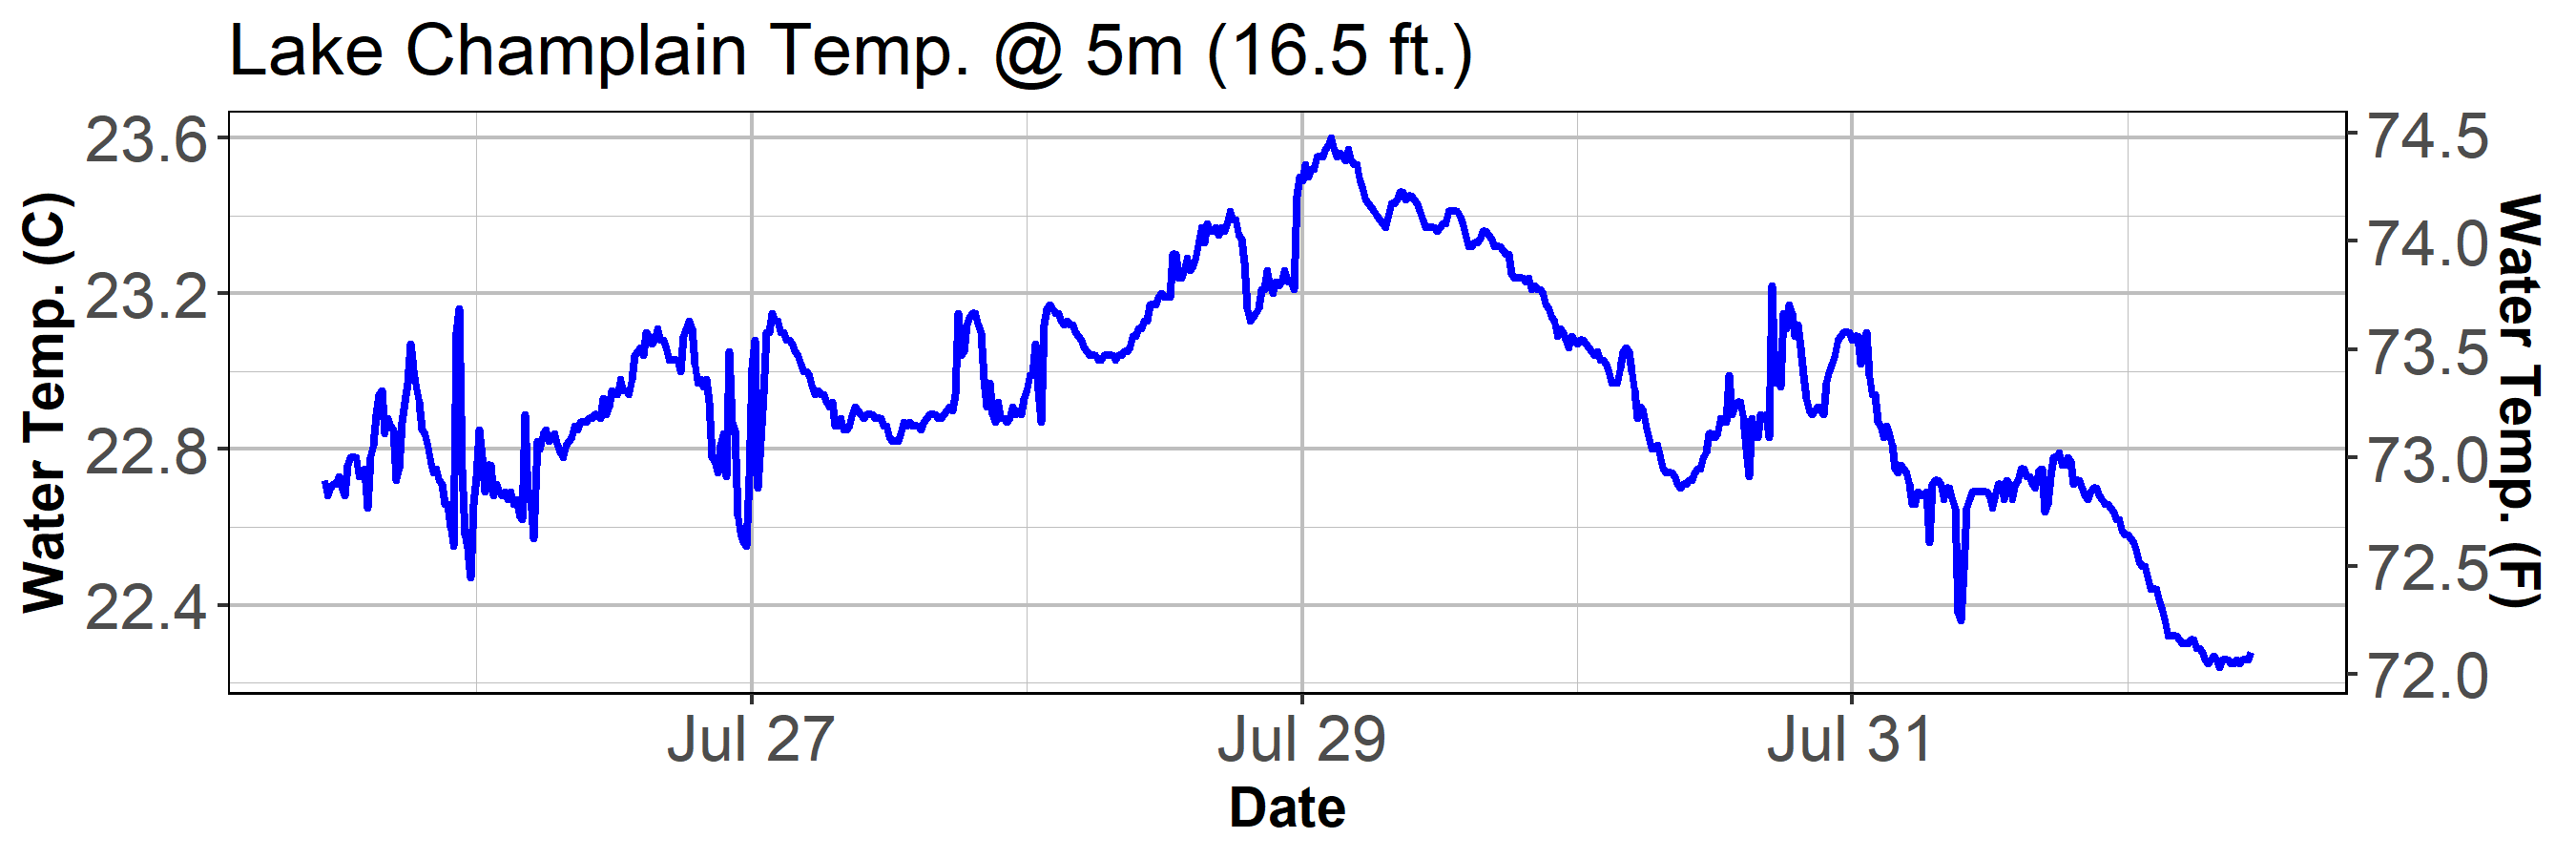 Lake Champlain Temp. @ 5m (16.5 ft.)
Water Temp. (C)
23.6
23.2
22.8
22.4
74.5
74.0
73.5
73.0
72.5
72.0
Water Temp. (F)
Jul 27
Jul 29
Jul 31
Date